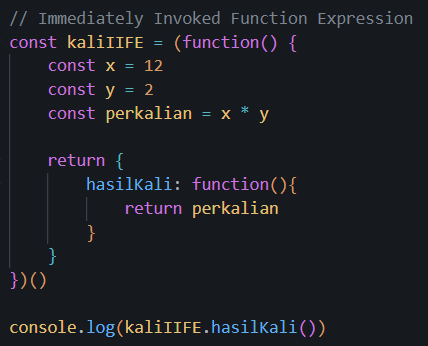 // Immediately Invoked Function Expression
const kaliIIFE = (function() {
    const x = 12
    const y = 2
    const perkalian = x * y

    return {
        hasilKali: function(){
            return perkalian
        }
    }
})()

console.log(kaliIIFE.hasilKali())